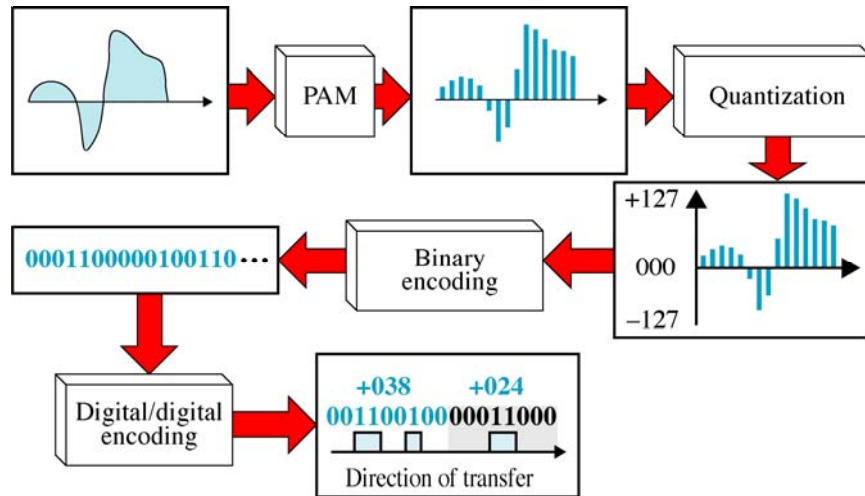 PAM
Quantization
+127
000
–127
Binary
encoding
0001100000100110 ...
Digital/digital
encoding
+038 +024
00110010000011000
Direction of transfer